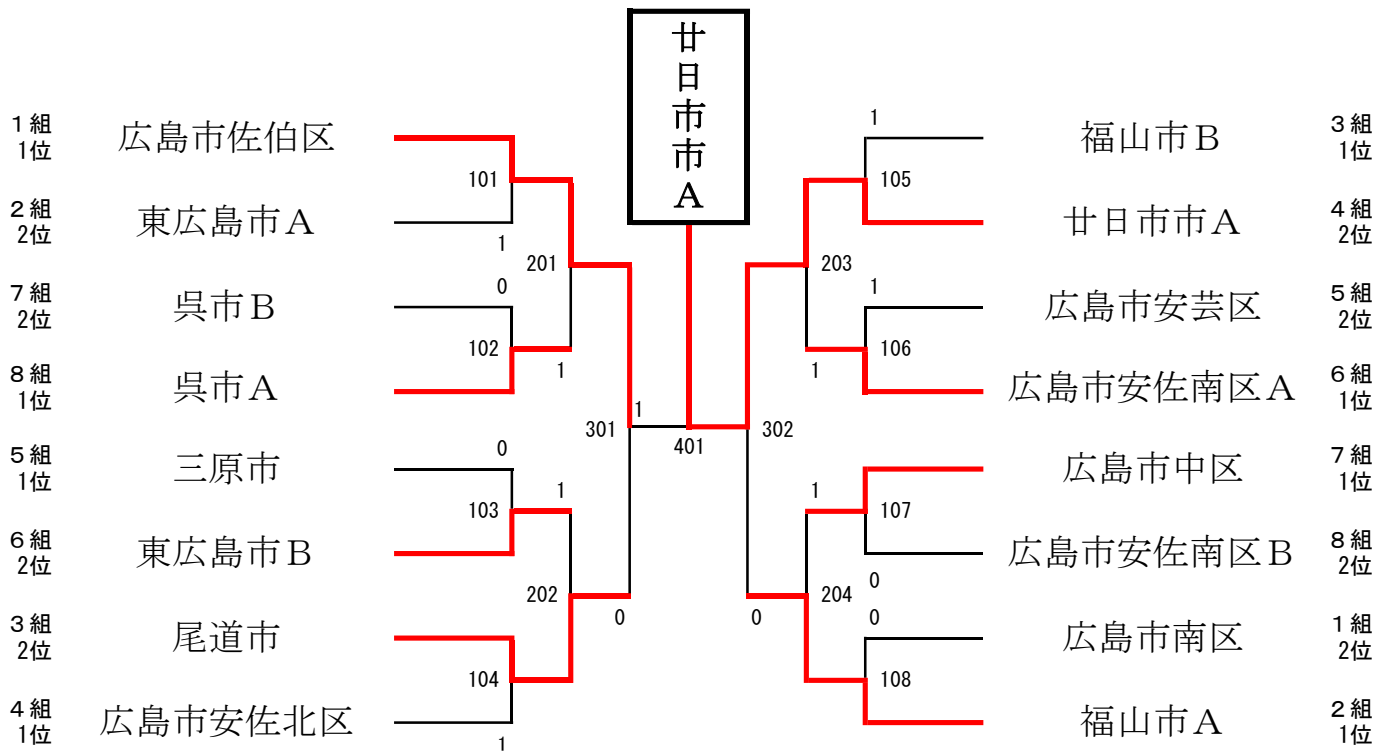 廿日市市A
1組
1位
広島市佐伯区
101
2組
2位
東広島市A
1
201
7組
2位
呉市B
0
102
8組
1位
呉市A
1
301
1
5組
1位
三原市
0
103
1
6組
2位
東広島市B
202
0
3組
2位
尾道市
104
4組
1位
広島市安佐北区
1
401
1
福山市B
3組
1位
105
廿日市市A
4組
2位
203
1
広島市安芸区
5組
2位
106
1
広島市安佐南区A
6組
1位
302
広島市中区
7組
1位
1
107
広島市安佐南区B
8組
2位
0
204
0
0
広島市南区
1組
2位
108
福山市A
2組
1位